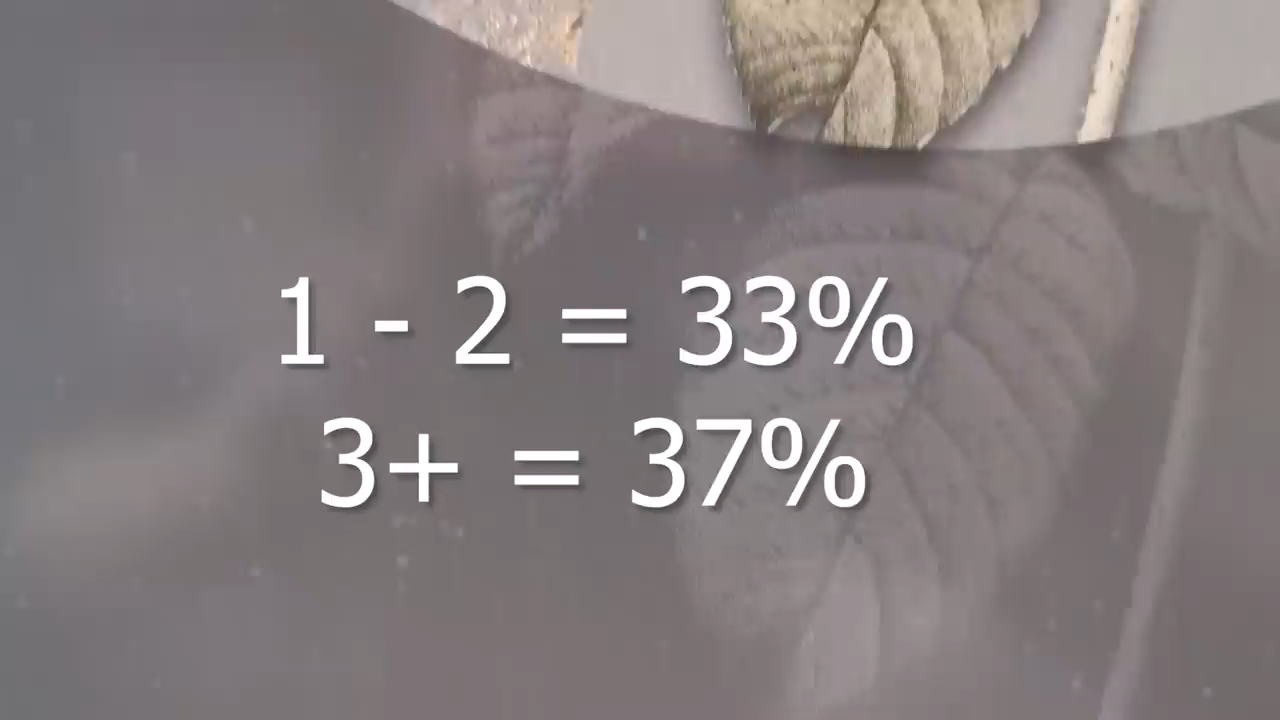 1 - 2 = 33%
3+ = 37%